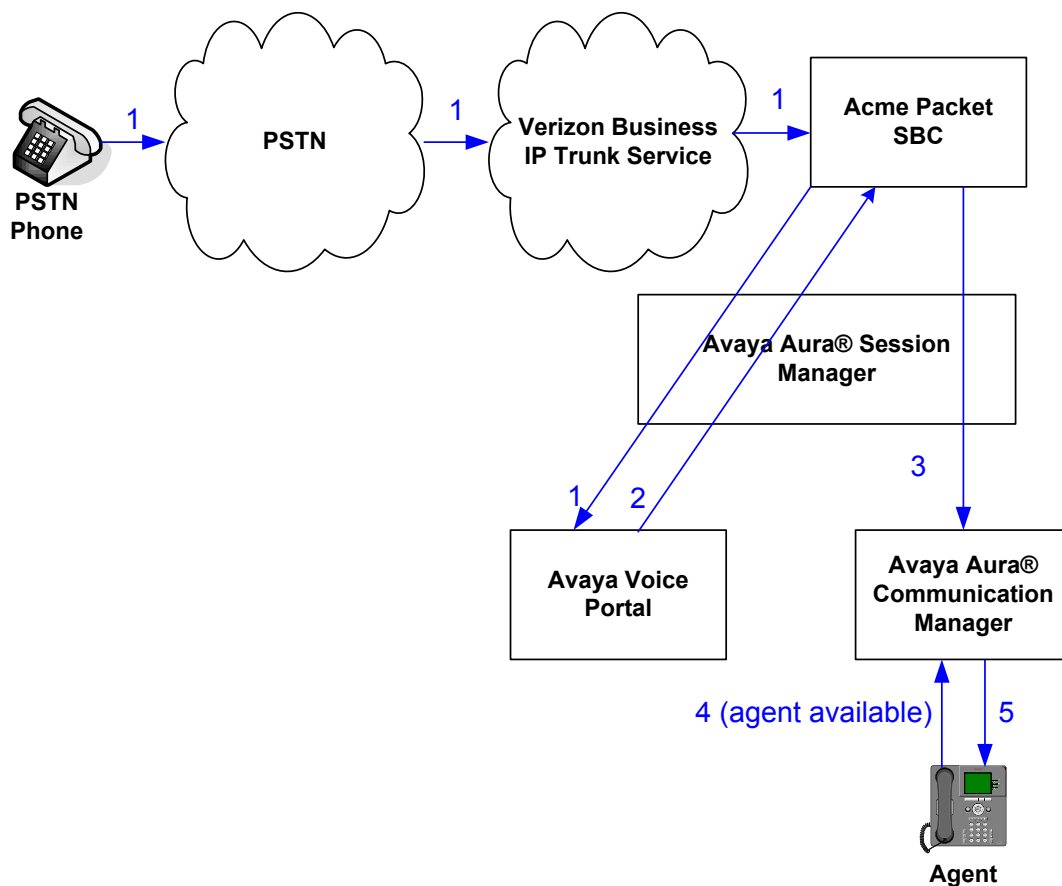 1
1
1
PSTN
Verizon Business
IP Trunk Service
Acme Packet
SBC
PSTN
Phone
Avaya Aura® Session
Manager
3
1
2
Avaya Voice
Portal
Avaya Aura®
Communication
Manager
4 (agent available)
5
Agent